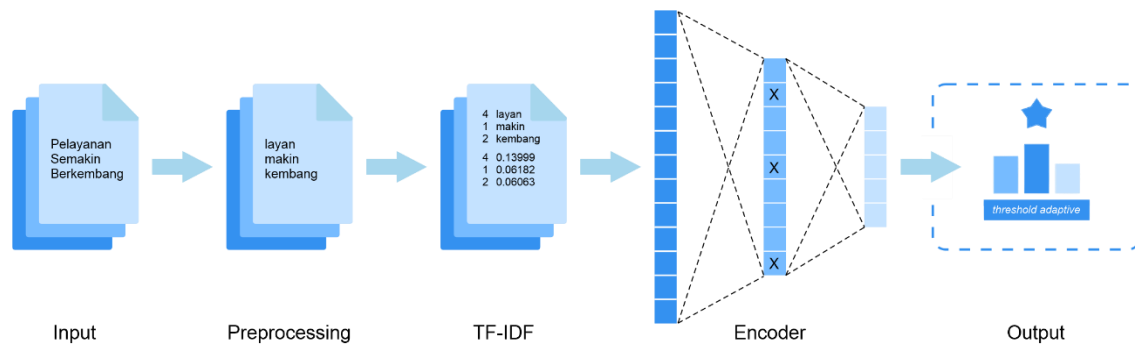 Pelayanan
Semakin
Berkembang
layan
makin
kembang
4 layan
1 makin
2 kembang
4 0.13999
1 0.06182
2 0.06063
X
X
X
threshold adaptive
Input
Preprocessing
TF-IDF
Encoder
Output